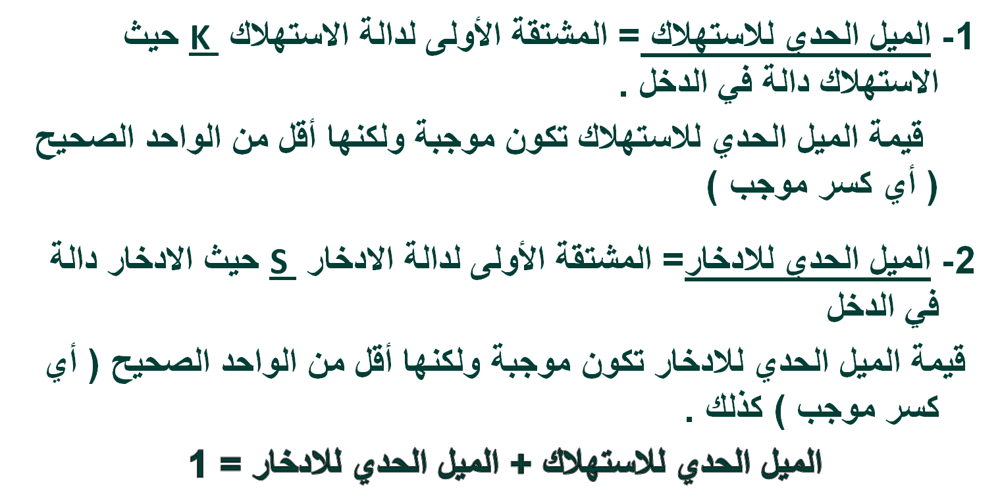 1- الميل الحدي للاستهلاك = المشتقة الأولى لدالة الاستهلاك K حيث
الاستهلاك دالة في الدخل .
قيمة الميل الحدي للاستهلاك تكون موجبة ولكنها أقل من الواحد الصحيح
( أي كسر موجب )
2- الميل الحدي للادخار= المشتقة الأولى لدالة الادخار S حيث الادخار دالة
في الدخل
قيمة الميل الحدي للادخار تكون موجبة ولكنها أقل من الواحد الصحيح ( أي
كسر موجب ) كذلك .
الميل الحدي للاستهلاك + الميل الحدي للادخار = 1